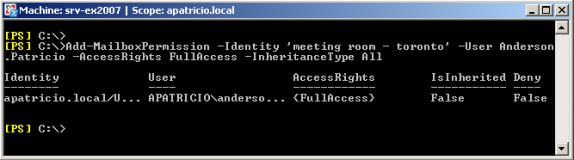 Machine: srv-ex2007 | Scope: apatricio.local
[PS] C:\>
[PS] C:\>Add-MailboxPermission -Identity 'meeting room - toronto' -User Anderson
.Patricio -AccessRights FullAccess -InheritanceType All
Identity User AccessRights IsInherited Deny
-------- ---- ------------ ----------- ----
apatricio.local/U... APATRICIO\anderso... {FullAccess} False False
[PS] C:\>